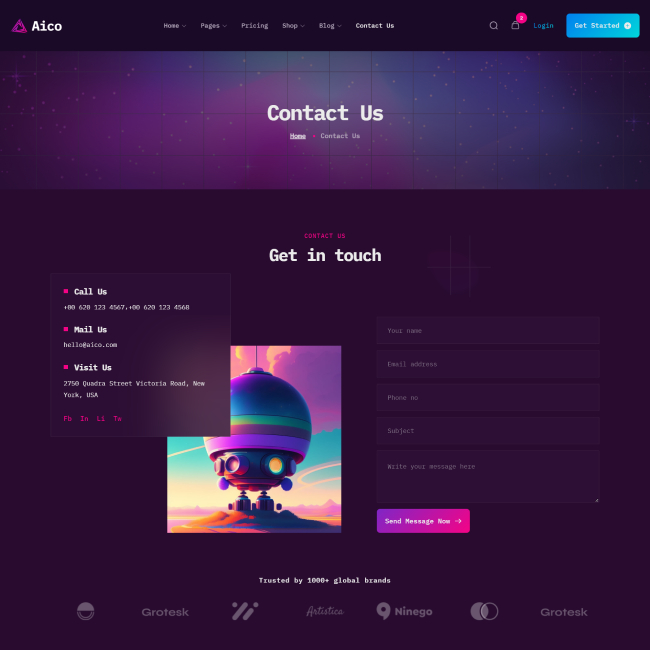 Aico
Home Pages Pricing Shop Blog Contact Us
2
Login
Get Started
Contact Us
Home Contact Us
CONTACT US
Get in touch
Call Us
+00 620 123 4567,+00 620 123 4568
Mail Us
hello@aico.com
Visit Us
2750 Quadra Street Victoria Road, New
York, USA
Fb In Li Tw
Your name
Email address
Phone no
Subject
Write your message here
Send Message Now
Trusted by 1000+ global brands
Grotesk
Artistica
Ninego
Grotesk